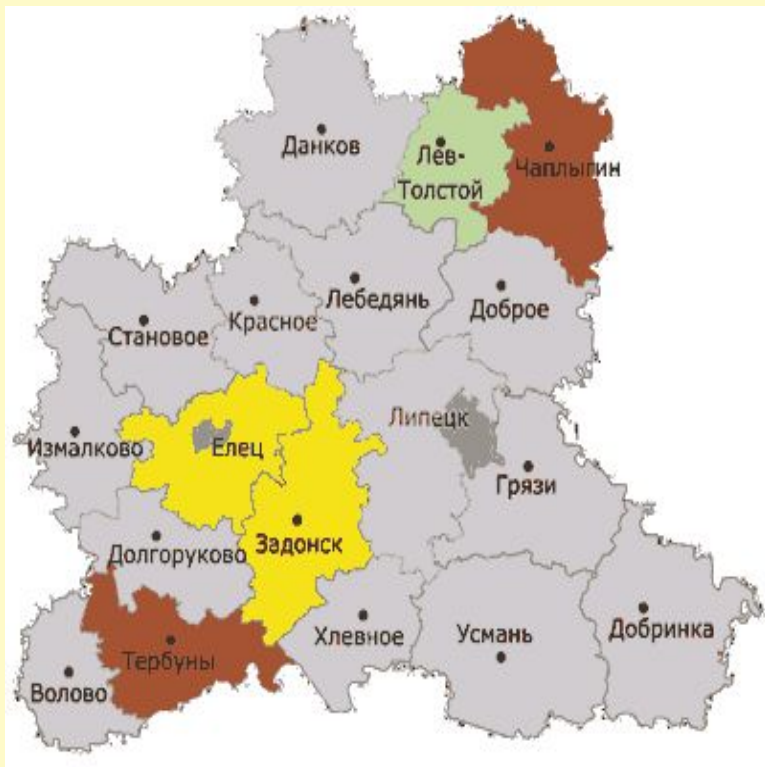 Данков
Лев-
Толстой
Чаплыгин
Лебедянь
Доброе
Становое
Красное
Липецк
Измалково
Елец
Грязи
Задонск
Долгоруково
Хлевное
Усмань
Добринка
Тербуны
Волово